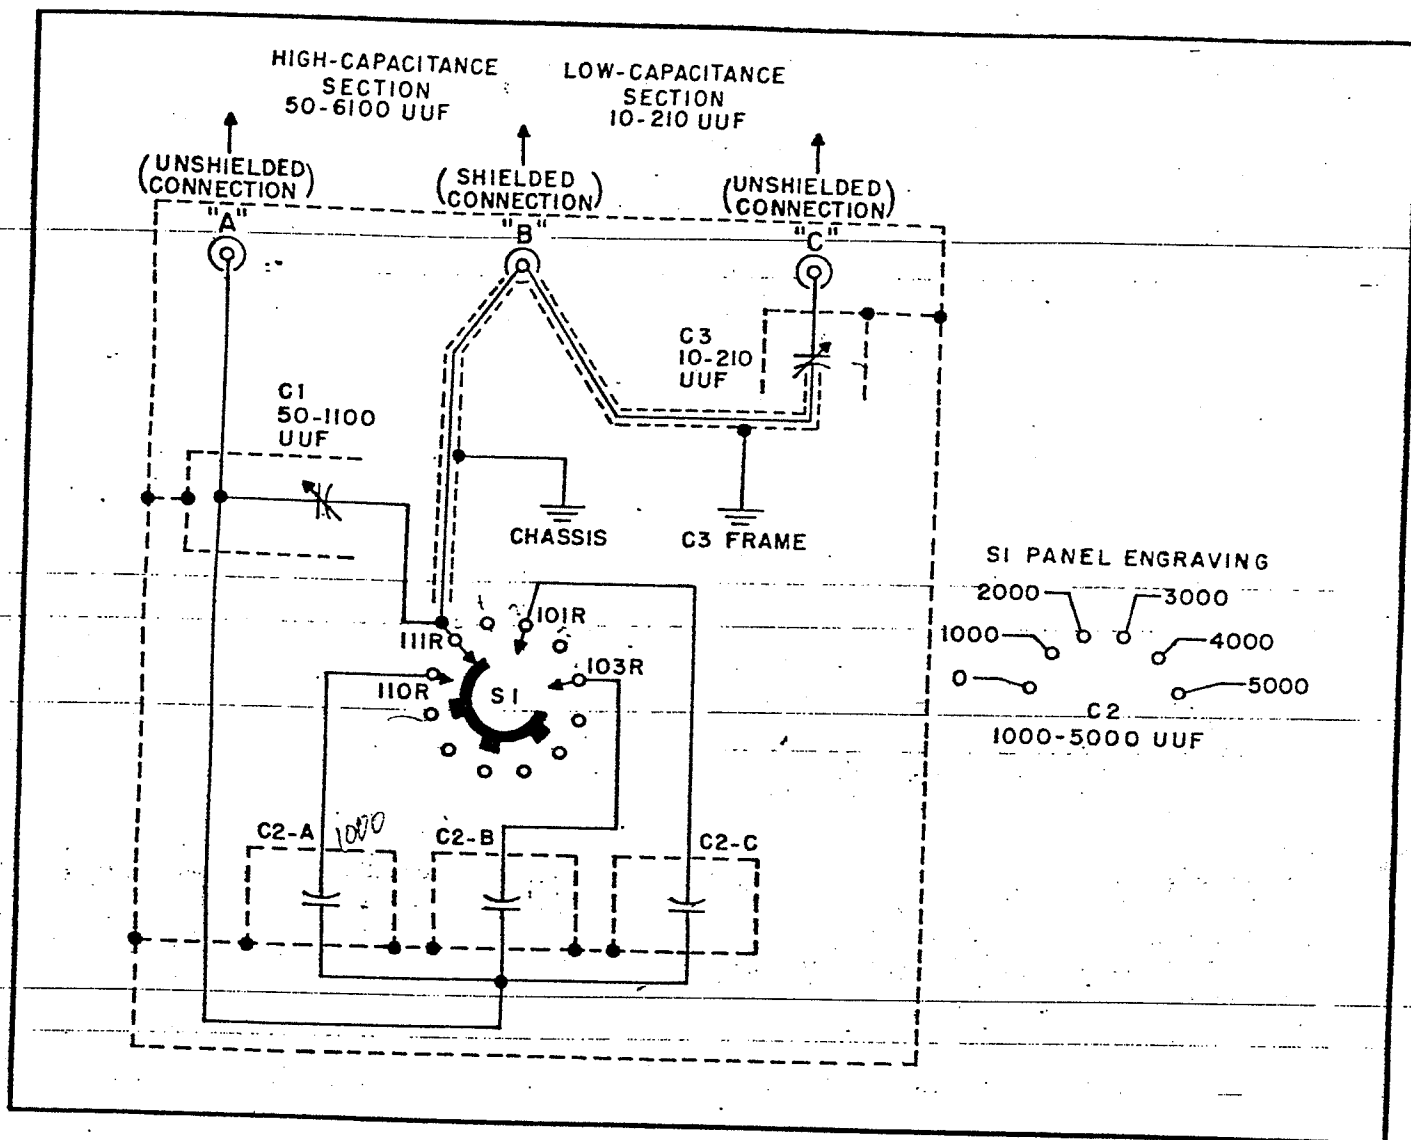 HIGH-CAPACITANCE
SECTION
50-6100 UUF
LOW-CAPACITANCE
SECTION
10-210 UUF
(UNSHIELDED)
(CONNECTION)
(SHIELDED)
(CONNECTION)
(UNSHIELDED)
(CONNECTION)
"A"
"B"
"C"
C3
10-210
UUF
C1
50-1100
UUF
CHASSIS
C3 FRAME
S1 PANEL ENGRAVING
2000
3000
1000
4000
0
5000
C2
1000-5000 UUF
101R
111R
103R
110R
S1
C2-A
1000
C2-B
C2-C